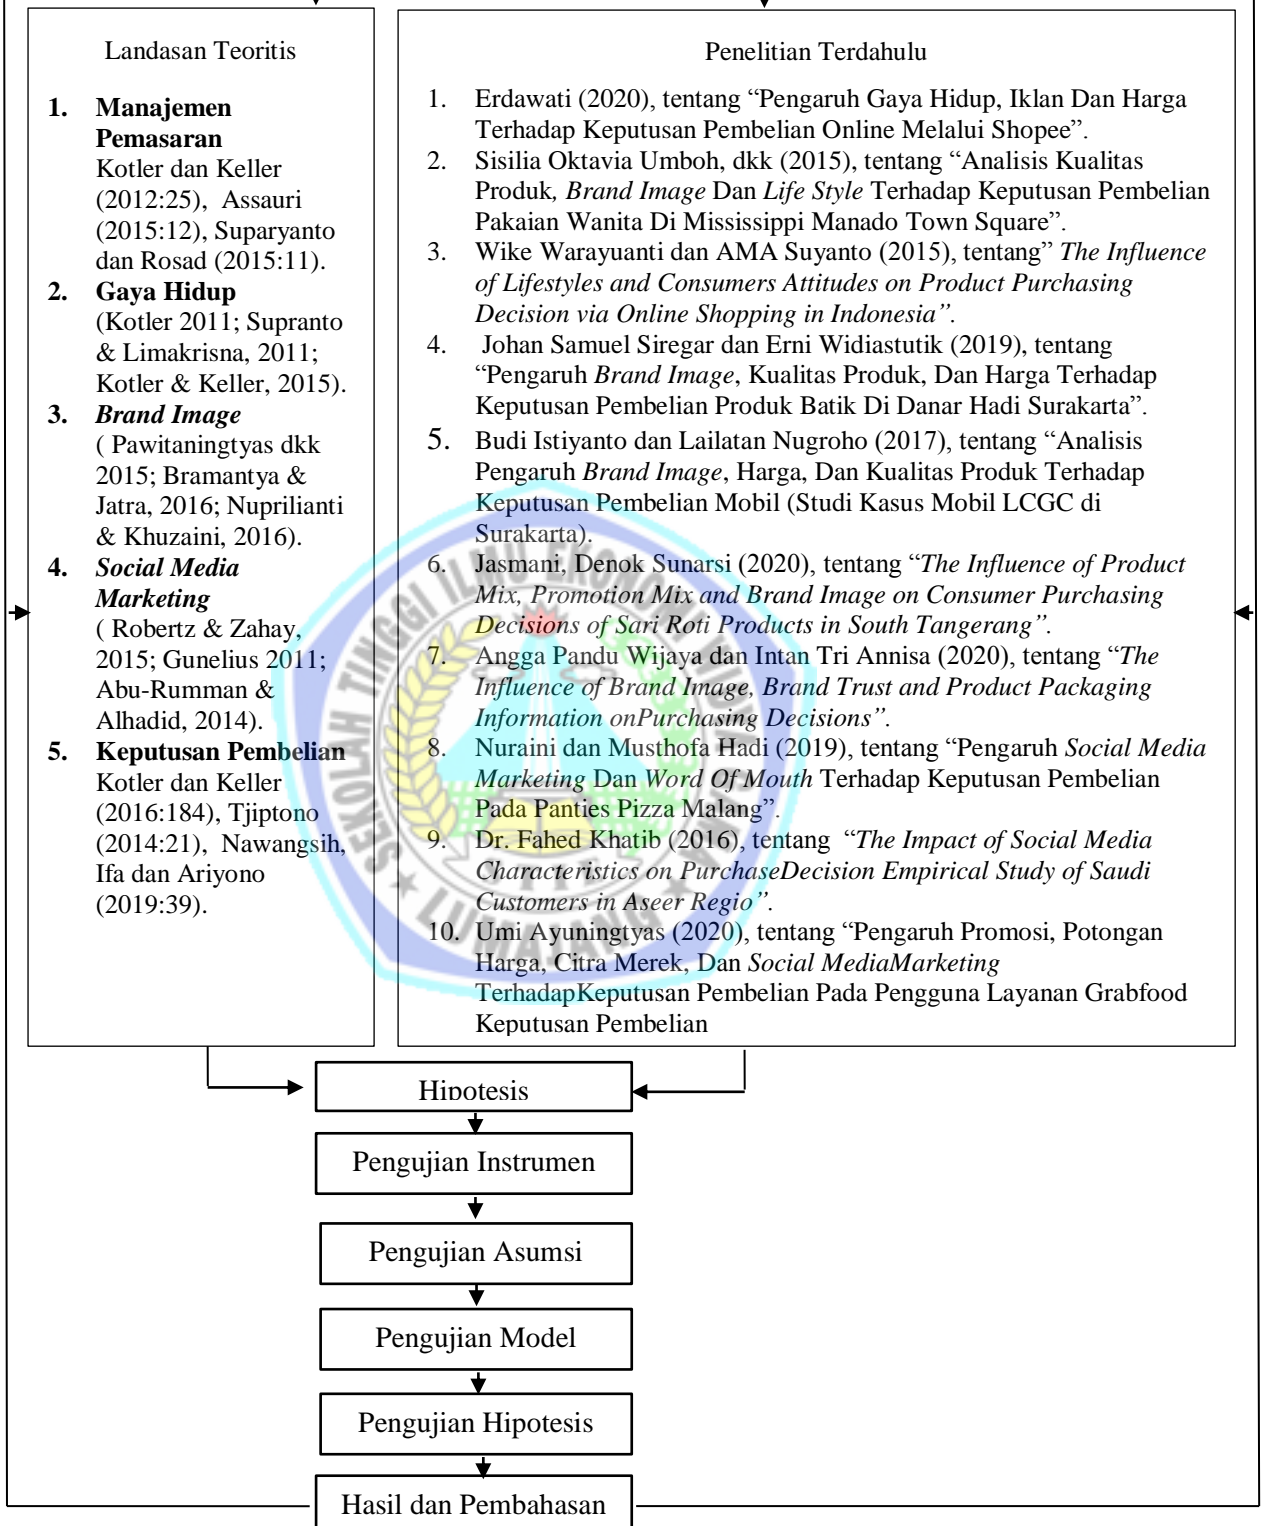 Landasan Teoritis
1. Manajemen
Pemasaran
Kotler dan Keller
(2012:25), Assauri
(2015:12), Suparyanto
dan Rosad (2015:11).
2. Gaya Hidup
(Kotler 2011; Supranto
& Limakrisna, 2011;
Kotler & Keller, 2015).
3. Brand Image
( Pawitaningtyas dkk
2015; Bramantya &
Jatra, 2016; Nuprilianti
& Khuzaini, 2016).
4. Social Media
Marketing
( Robertz & Zahay,
2015; Gunelius 2011;
Abu-Rumman &
Alhadid, 2014).
5. Keputusan Pembelian
Kotler dan Keller
(2016:184), Tjiptono
(2014:21), Nawangsih,
Ifa dan Ariyono
(2019:39).
Penelitian Terdahulu
1. Erdawati (2020), tentang “Pengaruh Gaya Hidup, Iklan Dan Harga
Terhadap Keputusan Pembelian Online Melalui Shopee”.
2. Sisilia Oktavia Umboh, dkk (2015), tentang “Analisis Kualitas
Produk, Brand Image Dan Life Style Terhadap Keputusan Pembelian
Pakaian Wanita Di Mississippi Manado Town Square”.
3. Wike Warayuanti dan AMA Suyanto (2015), tentang” The Influence
of Lifestyles and Consumers Attitudes on Product Purchasing
Decision via Online Shopping in Indonesia”.
4. Johan Samuel Siregar dan Erni Widiastutik (2019), tentang
“Pengaruh Brand Image, Kualitas Produk, Dan Harga Terhadap
Keputusan Pembelian Produk Batik Di Danar Hadi Surakarta”.
5. Budi Istiyanto dan Lailatan Nugroho (2017), tentang “Analisis
Pengaruh Brand Image, Harga, Dan Kualitas Produk Terhadap
Keputusan Pembelian Mobil (Studi Kasus Mobil LCGC di
Surakarta).
6. Jasmani, Denok Sunarsi (2020), tentang “The Influence of Product
Mix, Promotion Mix and Brand Image on Consumer Purchasing
Decisions of Sari Roti Products in South Tangerang”.
7. Angga Pandu Wijaya dan Intan Tri Annisa (2020), tentang “The
Influence of Brand Image, Brand Trust and Product Packaging
Information onPurchasing Decisions”.
8. Nuraini dan Musthofa Hadi (2019), tentang “Pengaruh Social Media
Marketing Dan Word Of Mouth Terhadap Keputusan Pembelian
Pada Panties Pizza Malang”.
9. Dr. Fahed Khatib (2016), tentang “The Impact of Social Media
Characteristics on PurchaseDecision Empirical Study of Saudi
Customers in Aseer Regio”.
10. Umi Ayuningtyas (2020), tentang “Pengaruh Promosi, Potongan
Harga, Citra Merek, Dan Social MediaMarketing
TerhadapKeputusan Pembelian Pada Pengguna Layanan Grabfood
Keputusan Pembelian
SEKOLAH TINGGI ILMU EKONOMI WIDYA GAMA
LUMAJANG
Hipotesis
Pengujian Instrumen
Pengujian Asumsi
Pengujian Model
Pengujian Hipotesis
Hasil dan Pembahasan